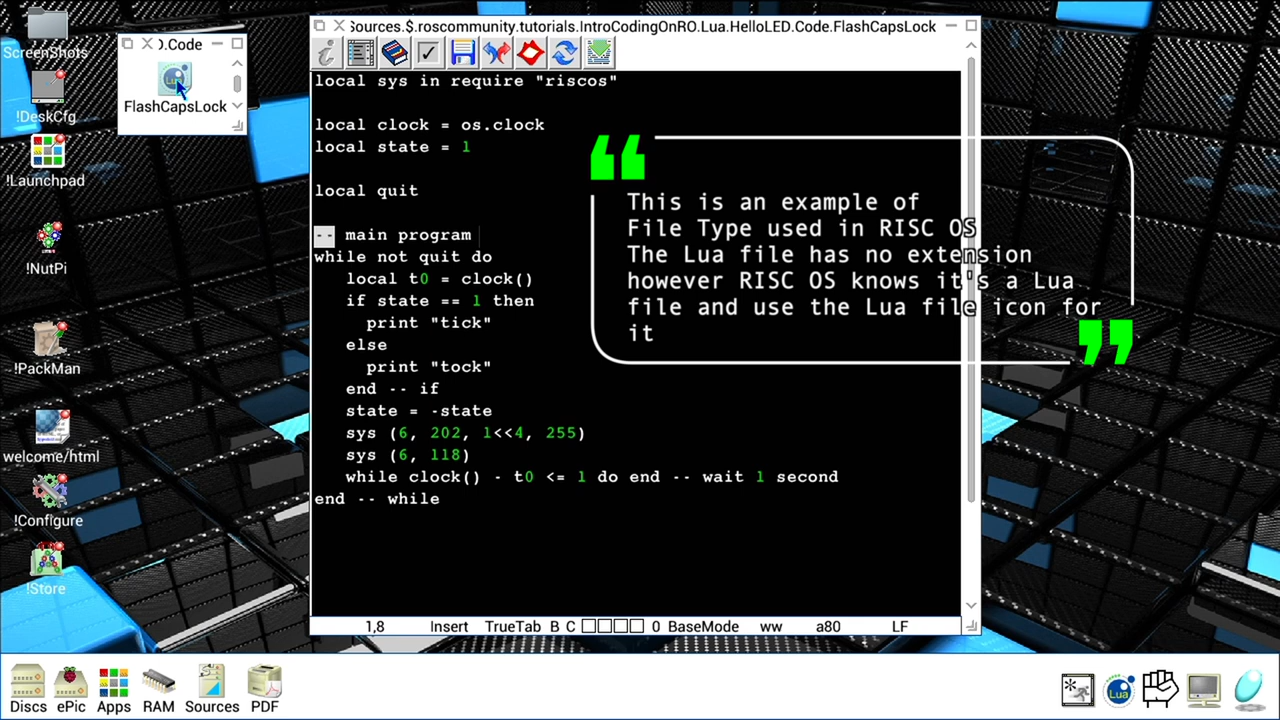 ScreenShots
!DeskCfg
!Launchpad
!NutPi
!PackMan
welcome/html
!Configure
!Store
D.Code
Lua
FlashCapsLock
Sources.$.roscommunity.tutorials.IntroCodingOnRO.Lua.HelloLED.Code.FlashCapsLock
local sys in require "riscos"
local clock = os.clock
local state = 1
local quit
-- main program
while not quit do
local t0 = clock()
if state == 1 then
print "tick"
else
print "tock"
end -- if
state = -state
sys (6, 202, 1<<4, 255)
sys (6, 118)
while clock() - t0 <= 1 do end -- wait 1 second
end -- while
“
This is an example of
File Type used in RISC OS
The Lua file has no extension
however RISC OS knows it's a Lua
file and use the Lua file icon for
it
”
1,8 Insert TrueTab B C 0 BaseMode ww a80 LF
Discs ePic Apps RAM Sources PDF
Lua